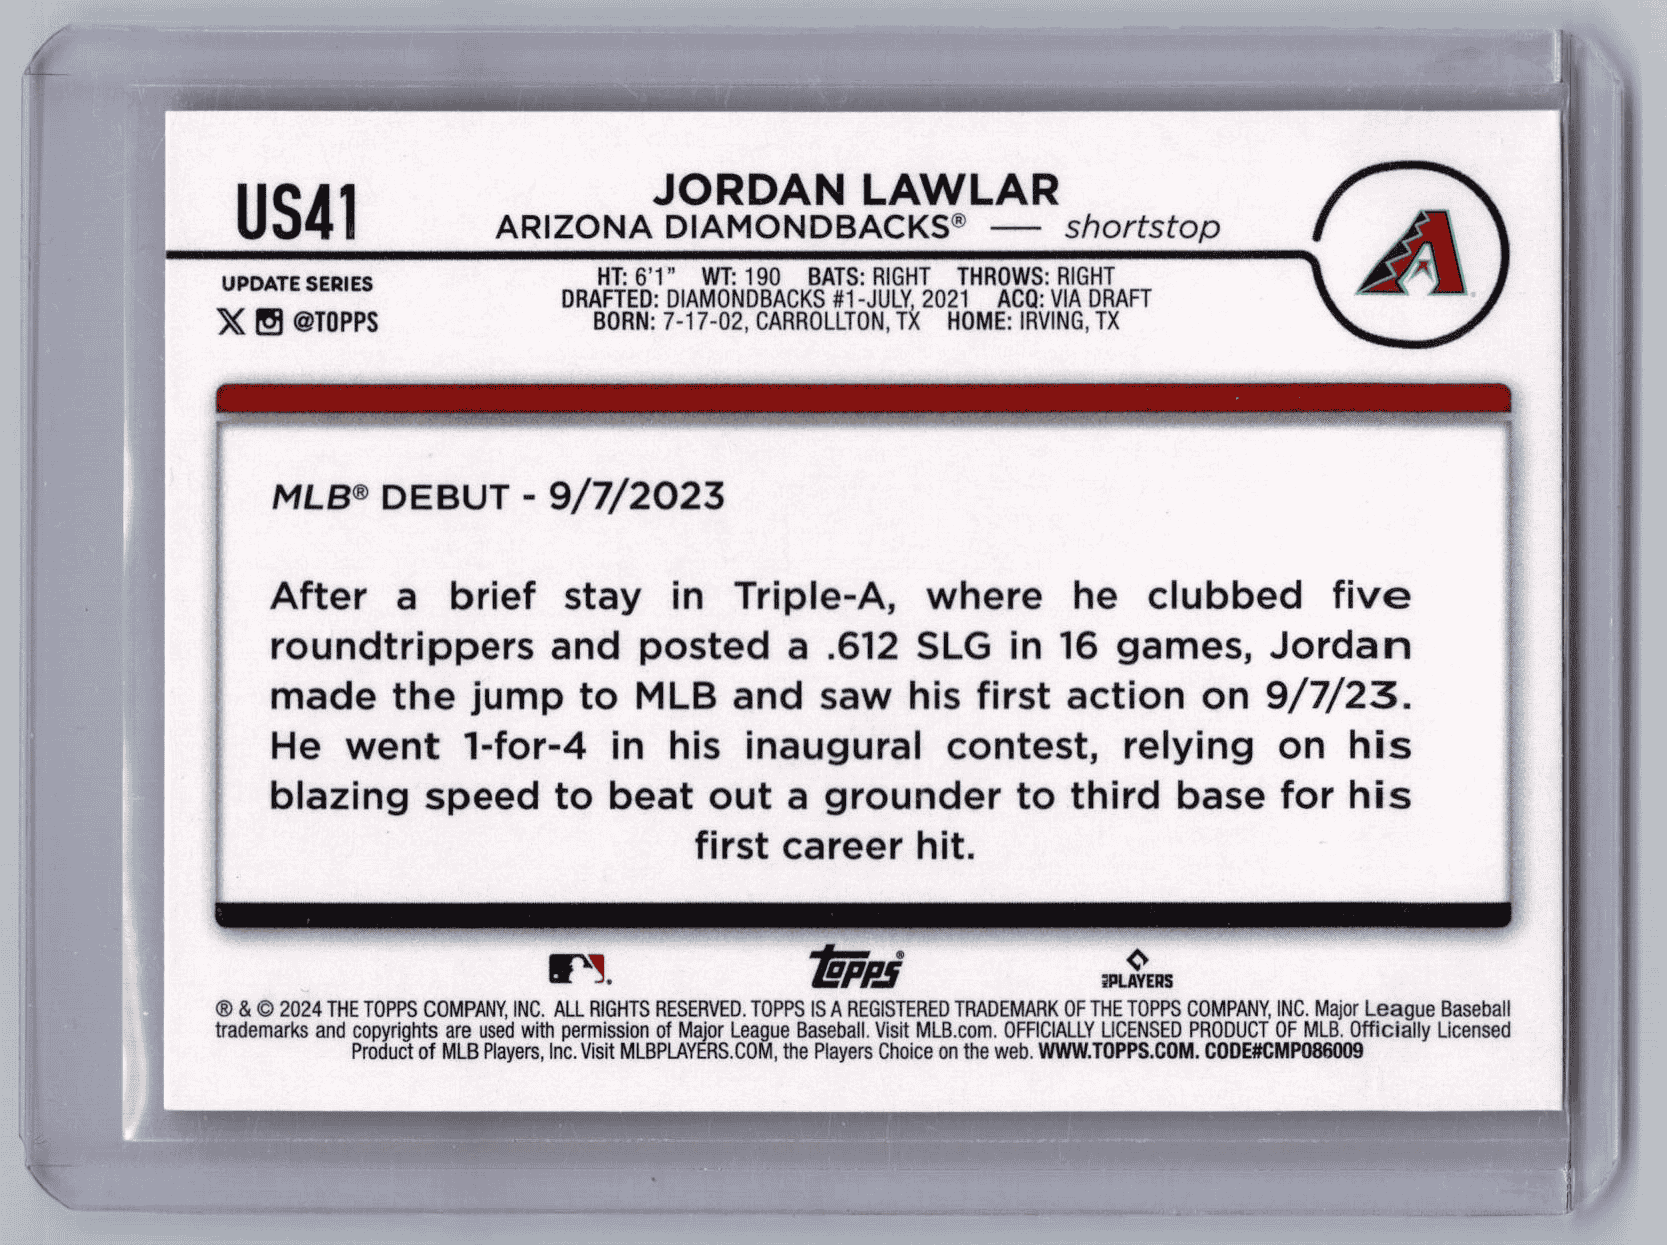 US41
JORDAN LAWLAR
ARIZONA DIAMONDBACKS® — shortstop
UPDATE SERIES
@TOPPS
HT: 6'1" WT: 190 BATS: RIGHT THROWS: RIGHT
DRAFTED: DIAMONDBACKS #1-JULY, 2021 ACQ: VIA DRAFT
BORN: 7-17-02, CARROLLTON, TX HOME: IRVING, TX
MLB® DEBUT - 9/7/2023
After a brief stay in Triple-A, where he clubbed five
roundtrippers and posted a .612 SLG in 16 games, Jordan
made the jump to MLB and saw his first action on 9/7/23.
He went 1-for-4 in his inaugural contest, relying on his
blazing speed to beat out a grounder to third base for his
first career hit.
topps®
MLB PLAYERS
® & © 2024 THE TOPPS COMPANY, INC. ALL RIGHTS RESERVED. TOPPS IS A REGISTERED TRADEMARK OF THE TOPPS COMPANY, INC. Major League Baseball
trademarks and copyrights are used with permission of Major League Baseball. Visit MLB.com. OFFICIALLY LICENSED PRODUCT OF MLB. Officially Licensed
Product of MLB Players, Inc. Visit MLBPLAYERS.COM, the Players Choice on the web. WWW.TOPPS.COM. CODE#CMP086009